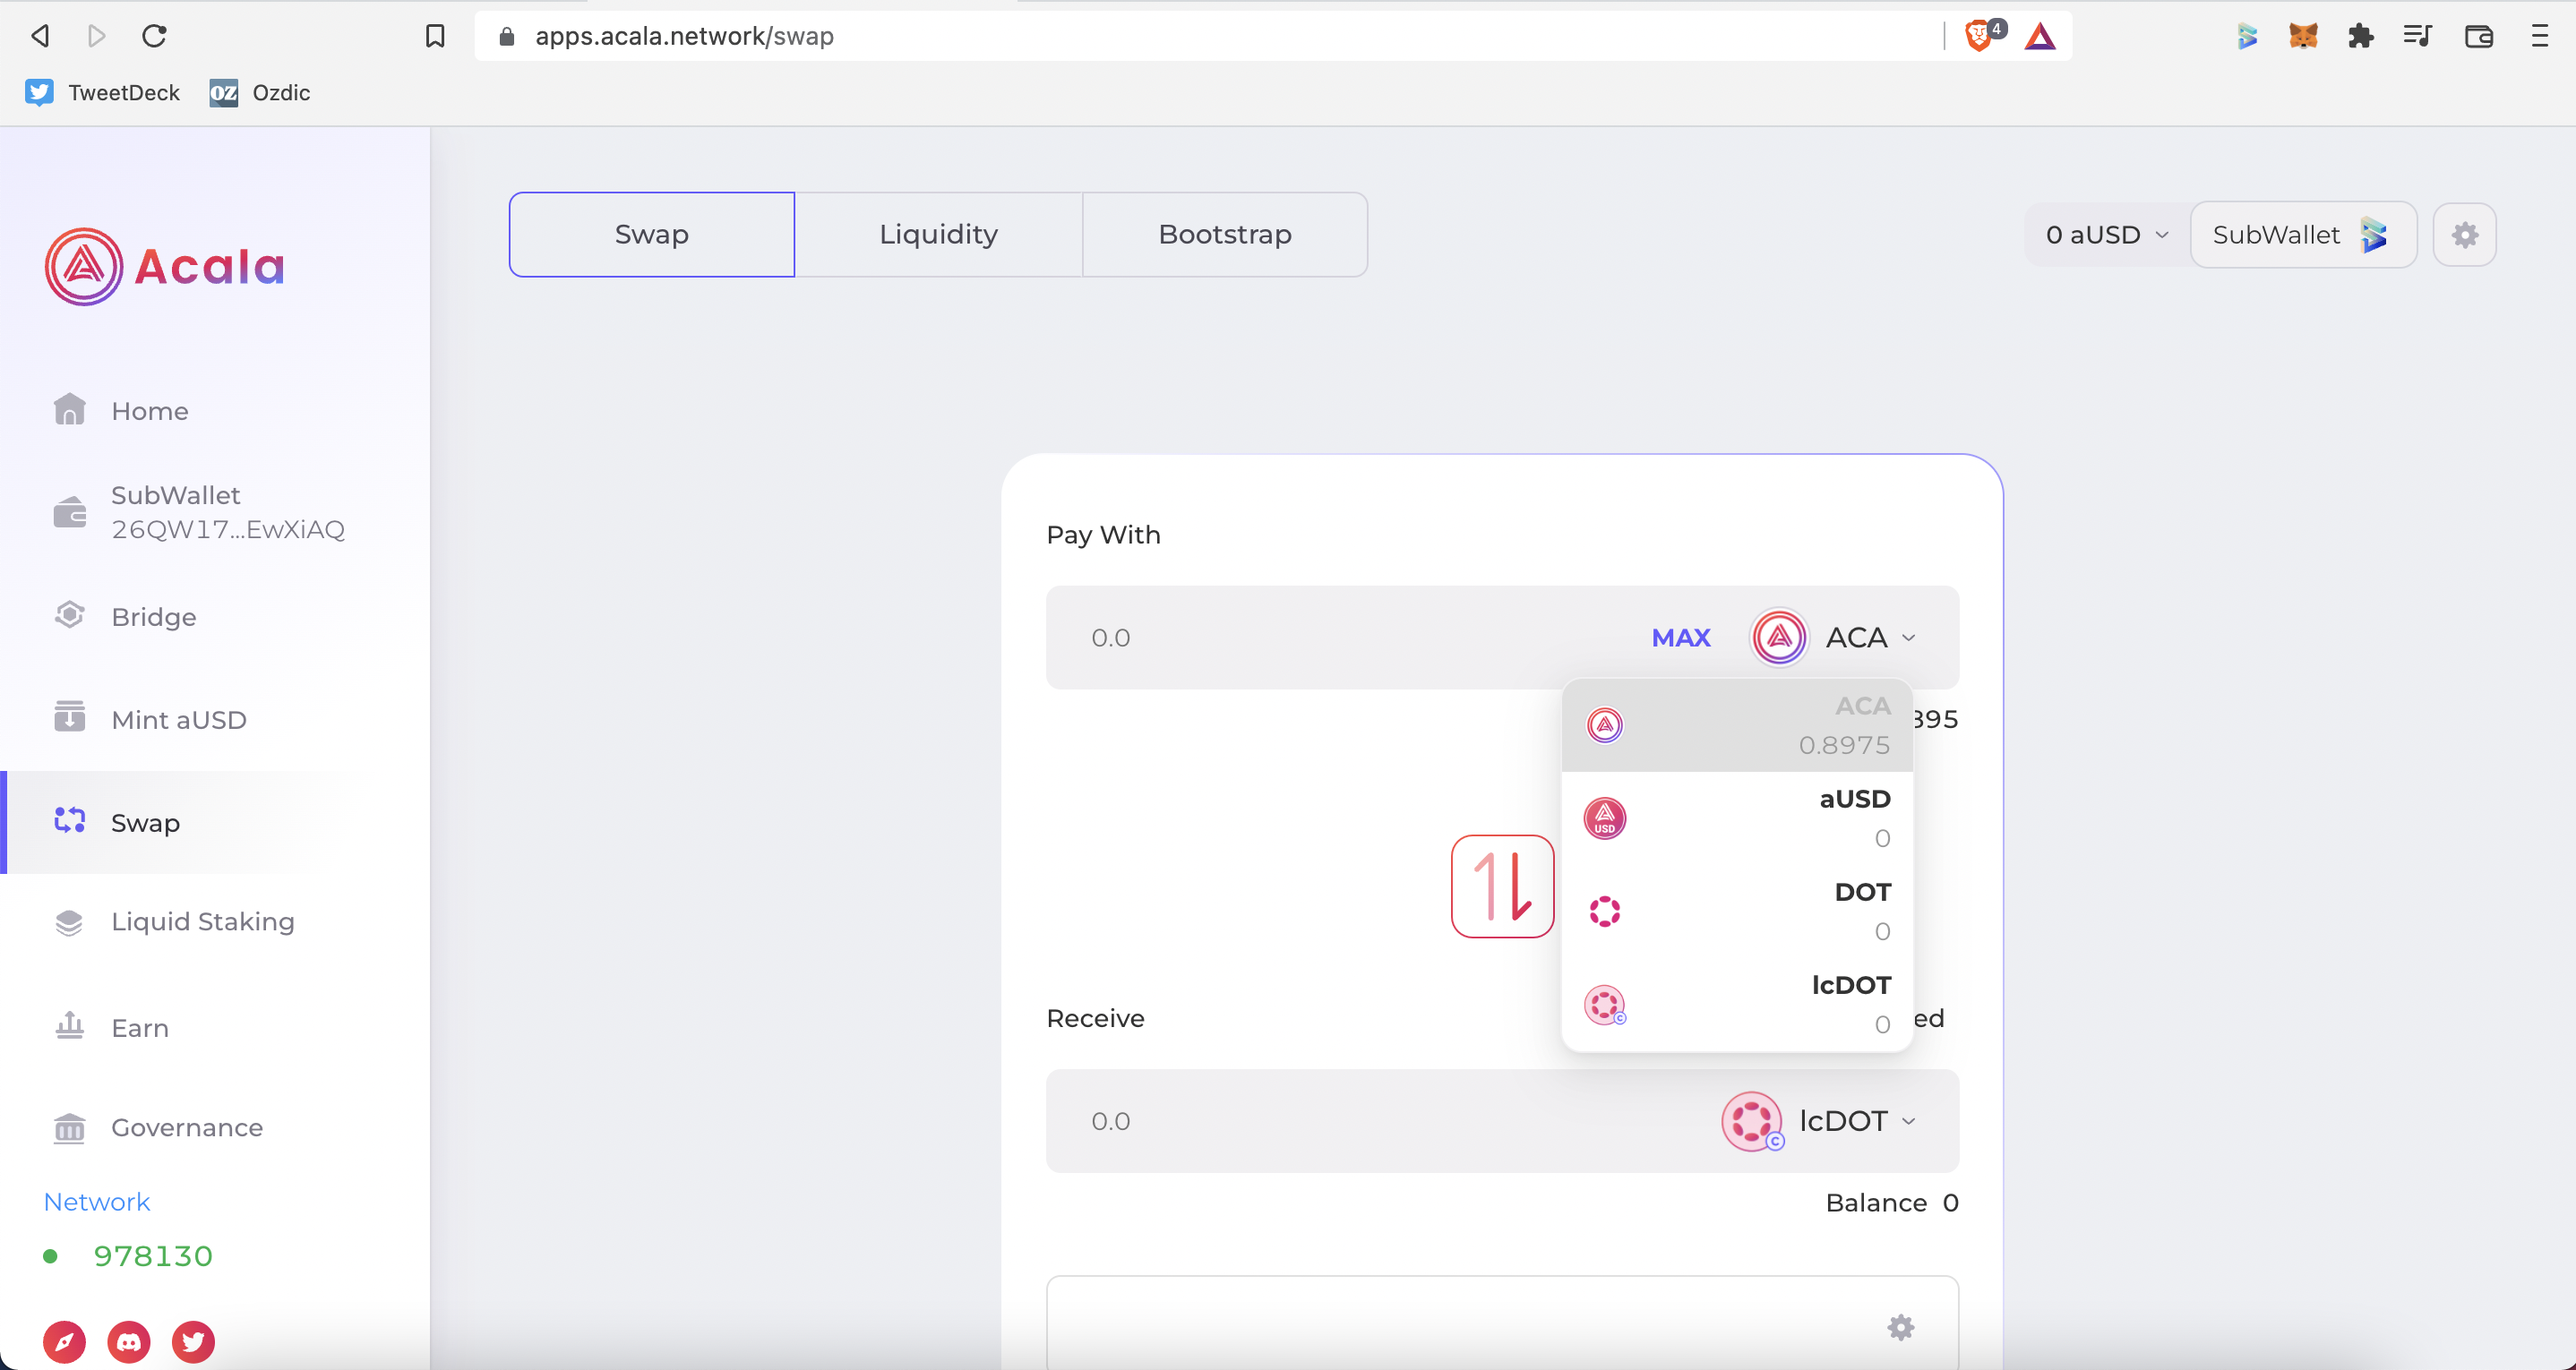 apps.acala.network/swap
4
TweetDeck
OZ Ozdic
Acala
Home
SubWallet
26QW17...EwXiAQ
Bridge
Mint aUSD
Swap
Liquid Staking
Earn
Governance
Network
978130
Swap
Liquidity
Bootstrap
0 aUSD
SubWallet
Pay With
0.0
MAX
ACA
ACA
0.8975
aUSD
USD
0
DOT
0
lcDOT
C
0
Receive
0.0
lcDOT
C
Balance 0